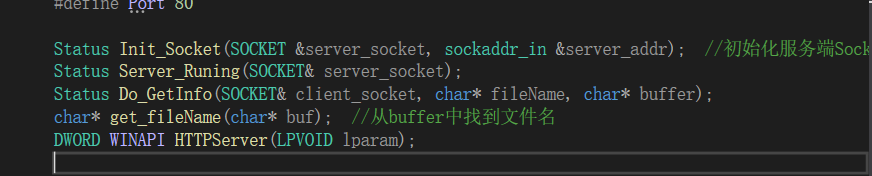 #define Port 80
Status Init_Socket(SOCKET &server_socket, sockaddr_in &server_addr);  //初始化服务端Sock
Status Server_Runing(SOCKET& server_socket);
Status Do_GetInfo(SOCKET& client_socket, char* fileName, char* buffer);
char* get_fileName(char* buf);  //从buffer中找到文件名
DWORD WINAPI HTTPServer(LPVOID lparam);